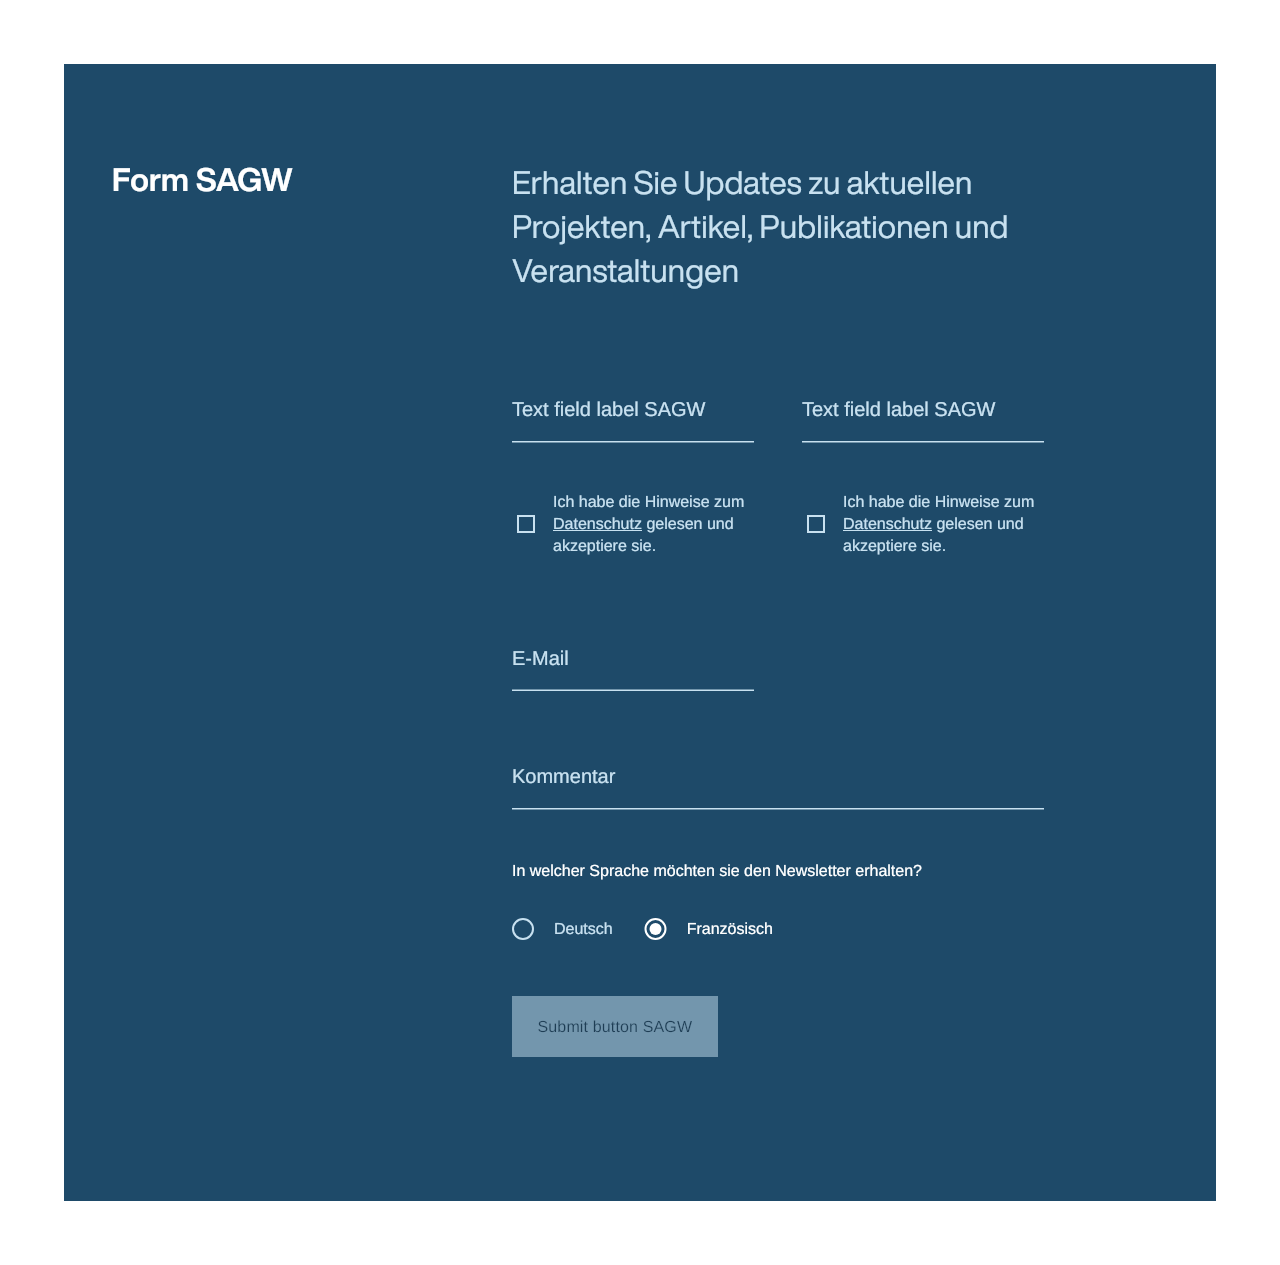 Form SAGW
Erhalten Sie Updates zu aktuellen
Projekten, Artikel, Publikationen und
Veranstaltungen
Text field label SAGW
Text field label SAGW
Ich habe die Hinweise zum
Datenschutz gelesen und
akzeptiere sie.
Ich habe die Hinweise zum
Datenschutz gelesen und
akzeptiere sie.
E-Mail
Kommentar
In welcher Sprache möchten sie den Newsletter erhalten?
Deutsch
Französisch
Submit button SAGW